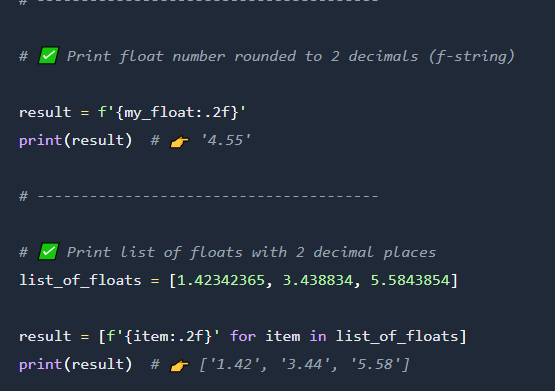 # ---------------------------------------
# ✅ Print float number rounded to 2 decimals (f-string)
result = f'{my_float:.2f}'
print(result)  # 👉️ '4.55'
# ---------------------------------------
# ✅ Print list of floats with 2 decimal places
list_of_floats = [1.42342365, 3.438834, 5.5843854]
result = [f'{item:.2f}' for item in list_of_floats]
print(result)  # 👉️ ['1.42', '3.44', '5.58']